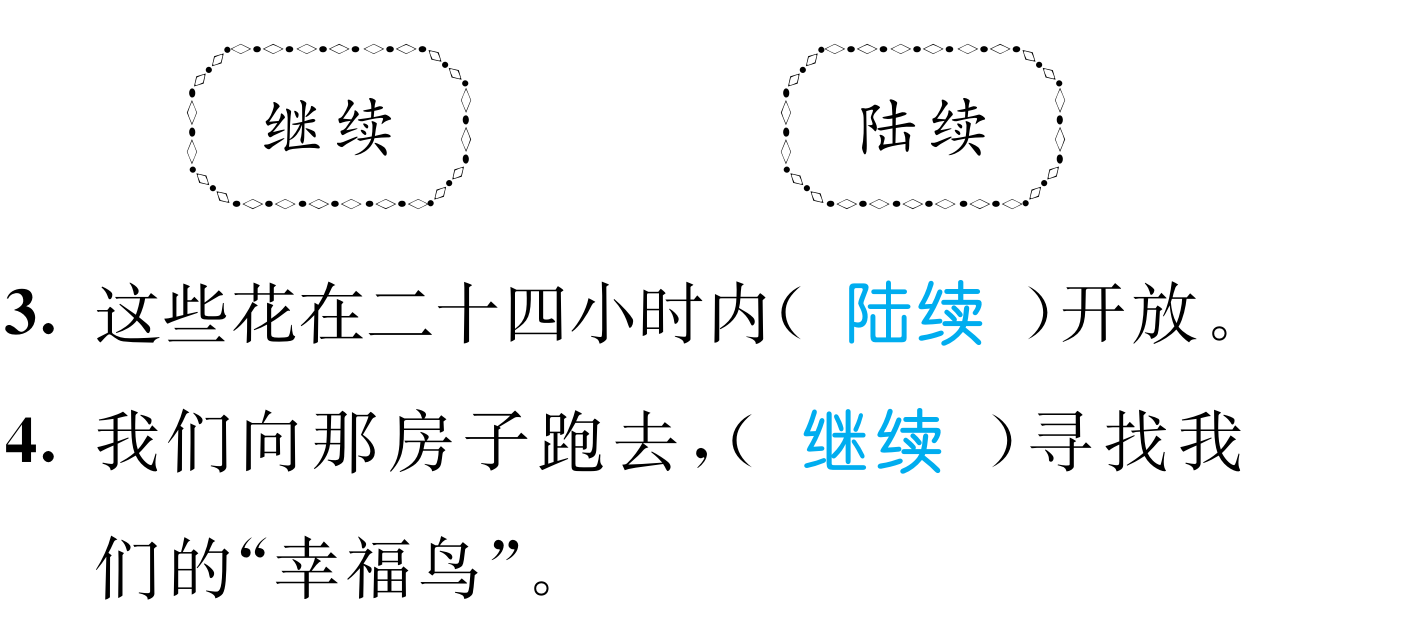 继续 陆续
3. 这些花在二十四小时内( 陆续 )开放。
4. 我们向那房子跑去,( 继续 )寻找我
们的“幸福鸟”。